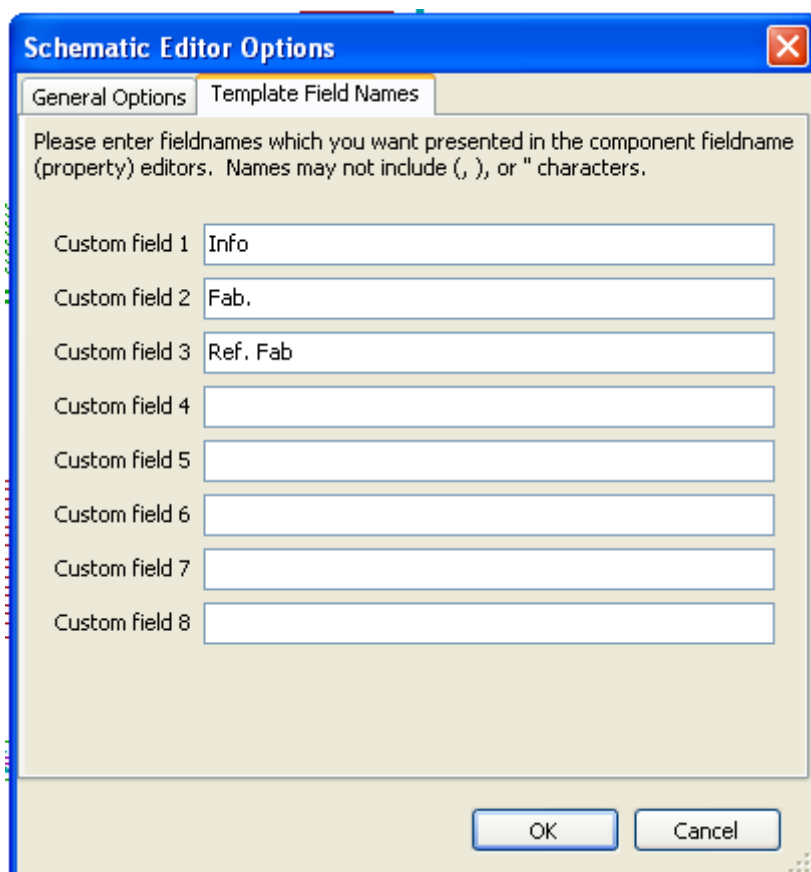 Schematic Editor Options
General Options Template Field Names
Please enter fieldnames which you want presented in the component fieldname
(property) editors.  Names may not include (, ), or " characters.
Custom field 1 Info
Custom field 2 Fab.
Custom field 3 Ref. Fab
Custom field 4
Custom field 5
Custom field 6
Custom field 7
Custom field 8
OK Cancel